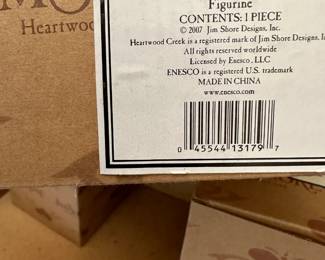 Heartwood
Figurine
CONTENTS: 1 PIECE
© 2007 Jim Shore Designs, Inc
Heartwood Creek is a registered mark of Jim Shore Designs, In
All rights reserved worldwide
Licensed by Enesco, LLC
ENESCO is a registered U.S. trademark
MADE IN CHINA
www.enesco.com
0 45544 13179 7